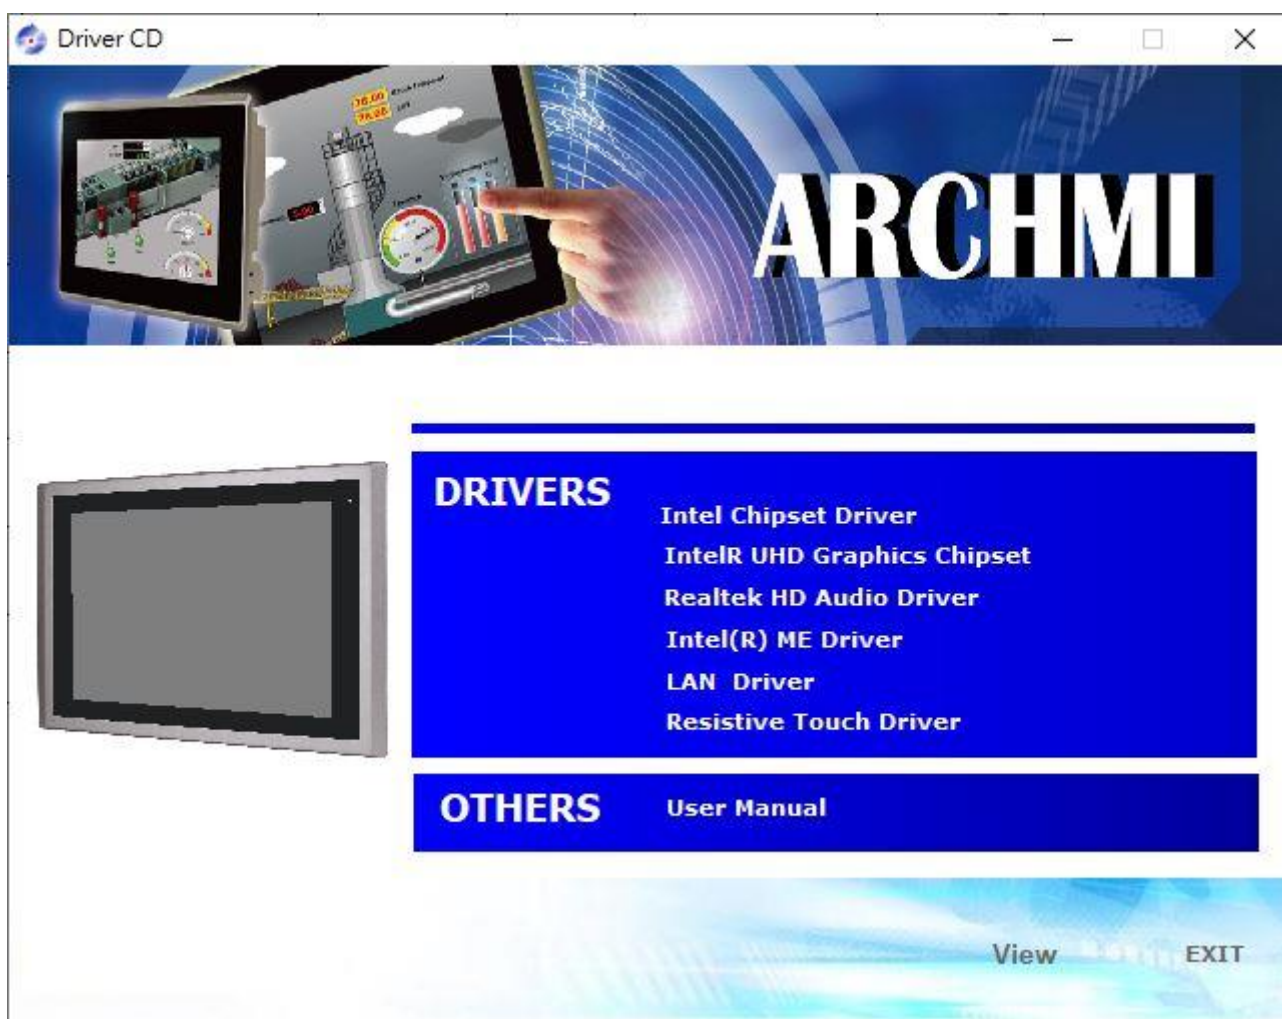 Driver CD
ARCHMI
DRIVERS
Intel Chipset Driver
IntelR UHD Graphics Chipset
Realtek HD Audio Driver
Intel(R) ME Driver
LAN  Driver
Resistive Touch Driver
OTHERS
User Manual
View
EXIT